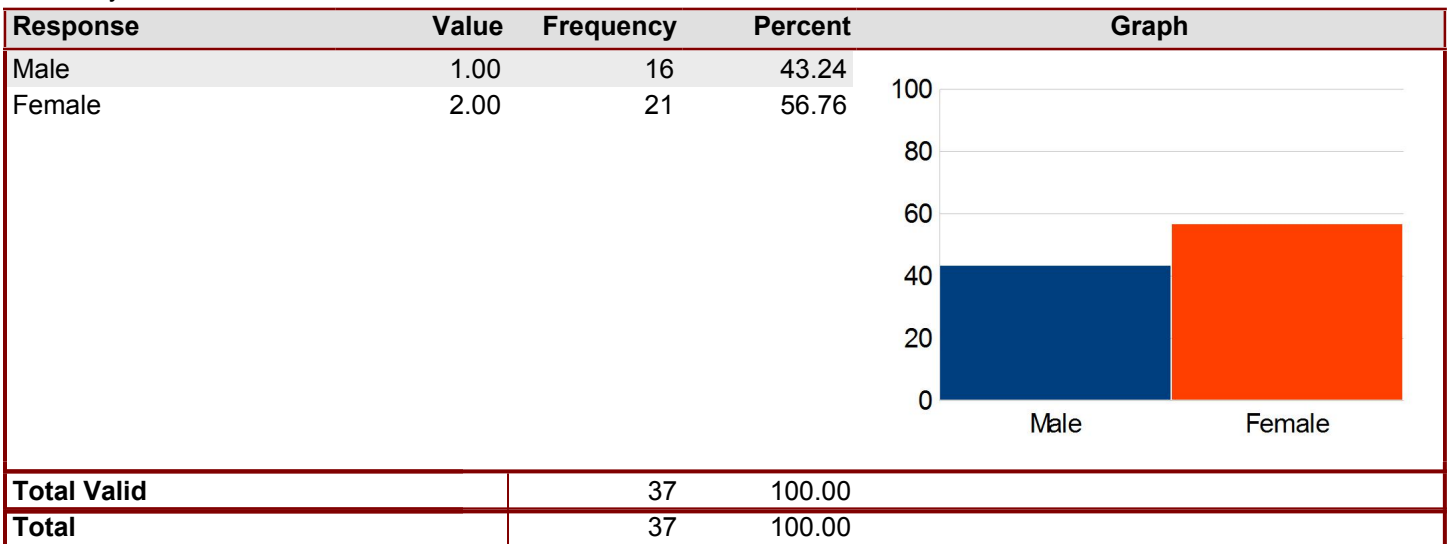 Response Value Frequency Percent Graph
Male 1.00 16 43.24
Female 2.00 21 56.76
100
80
60
40
20
0
Male Female
Total Valid 37 100.00
Total 37 100.00